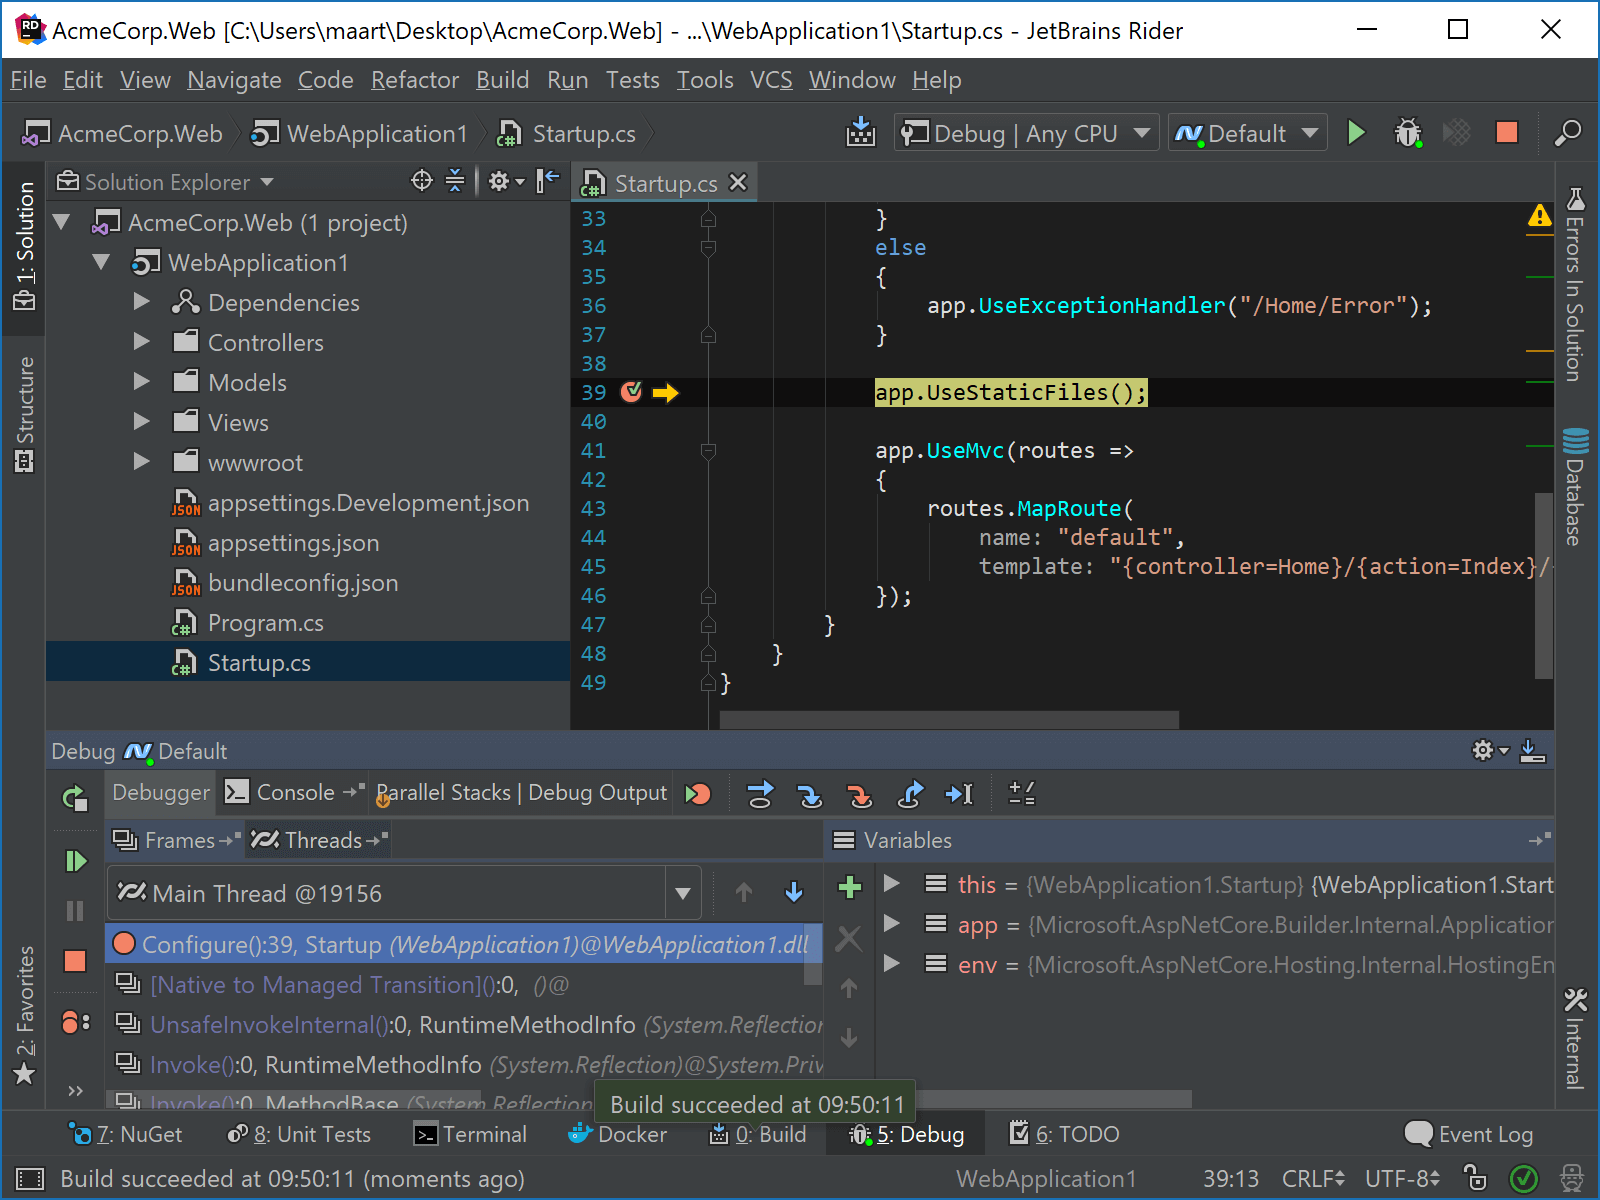 AcmeCorp.Web [C:\Users\maart\Desktop\AcmeCorp.Web] - ...\WebApplication1\Startup.cs - JetBrains Rider
File Edit View Navigate Code Refactor Build Run Tests Tools VCS Window Help
AcmeCorp.Web WebApplication1 Startup.cs Debug | Any CPU Default
1: Solution
Structure
2: Favorites
Solution Explorer
AcmeCorp.Web (1 project)
WebApplication1
Dependencies
Controllers
Models
Views
wwwroot
appsettings.Development.json
appsettings.json
bundleconfig.json
Program.cs
Startup.cs
Startup.cs
33 }
34 else
35 {
36 app.UseExceptionHandler("/Home/Error");
37 }
38
39 app.UseStaticFiles();
40
41 app.UseMvc(routes =>
42 {
43 routes.MapRoute(
44 name: "default",
45 template: "{controller=Home}/{action=Index}/
46 });
47 }
48 }
49 }
Errors In Solution
Database
Internal
Debug Default
Debugger Console Parallel Stacks | Debug Output
Frames Threads
Variables
Main Thread @19156
Configure():39, Startup (WebApplication1)@WebApplication1.dll
[Native to Managed Transition]():0, ()@
UnsafeInvokeInternal():0, RuntimeMethodInfo (System.Reflection
Invoke():0, RuntimeMethodInfo (System.Reflection)@System.Priv
Invoke():0, MethodBase (System.Reflection
this = {WebApplication1.Startup} {WebApplication1.Start
app = {Microsoft.AspNetCore.Builder.Internal.Application
env = {Microsoft.AspNetCore.Hosting.Internal.HostingEn
Build succeeded at 09:50:11
7: NuGet 8: Unit Tests Terminal Docker 0: Build 5: Debug 6: TODO Event Log
Build succeeded at 09:50:11 (moments ago) WebApplication1 39:13 CRLF UTF-8